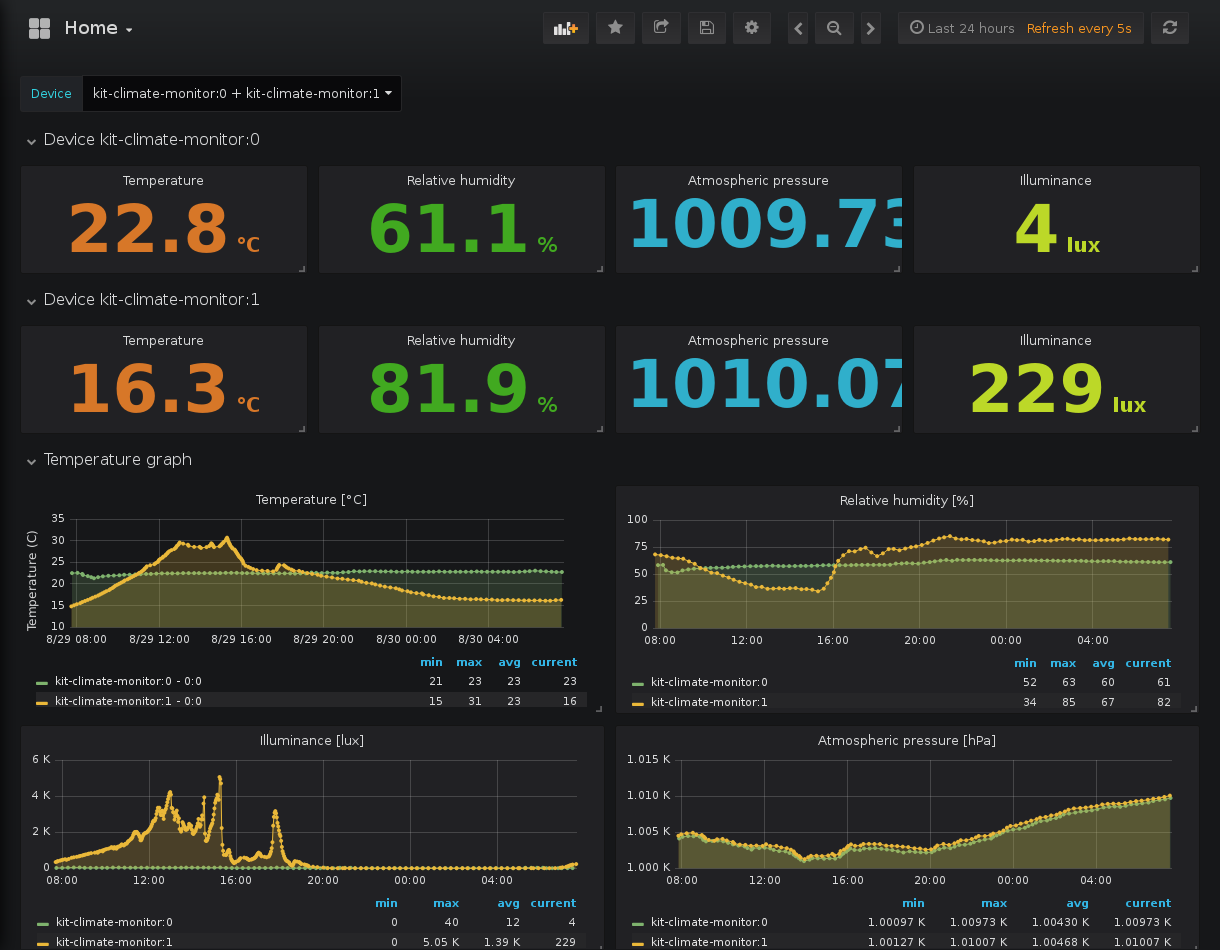 Home
Last 24 hours Refresh every 5s
Device kit-climate-monitor:0 + kit-climate-monitor:1
Device kit-climate-monitor:0
Temperature Relative humidity Atmospheric pressure Illuminance
22.8 °C 61.1 % 1009.73 4 lux
Device kit-climate-monitor:1
Temperature Relative humidity Atmospheric pressure Illuminance
16.3 °C 81.9 % 1010.07 229 lux
Temperature graph
Temperature [°C]
Temperature (C)
35
30
25
20
15
10
8/29 08:00 8/29 12:00 8/29 16:00 8/29 20:00 8/30 00:00 8/30 04:00
min max avg current
kit-climate-monitor:0 - 0:0 21 23 23 23
kit-climate-monitor:1 - 0:0 15 31 23 16
Relative humidity [%]
100
75
50
25
0
08:00 12:00 16:00 20:00 00:00 04:00
min max avg current
kit-climate-monitor:0 52 63 60 61
kit-climate-monitor:1 34 85 67 82
Illuminance [lux]
6 K
4 K
2 K
0
08:00 12:00 16:00 20:00 00:00 04:00
min max avg current
kit-climate-monitor:0 0 40 12 4
kit-climate-monitor:1 0 5.05 K 1.39 K 229
Atmospheric pressure [hPa]
1.015 K
1.010 K
1.005 K
1.000 K
08:00 12:00 16:00 20:00 00:00 04:00
min max avg current
kit-climate-monitor:0 1.00097 K 1.00973 K 1.00430 K 1.00973 K
kit-climate-monitor:1 1.00127 K 1.01007 K 1.00468 K 1.01007 K